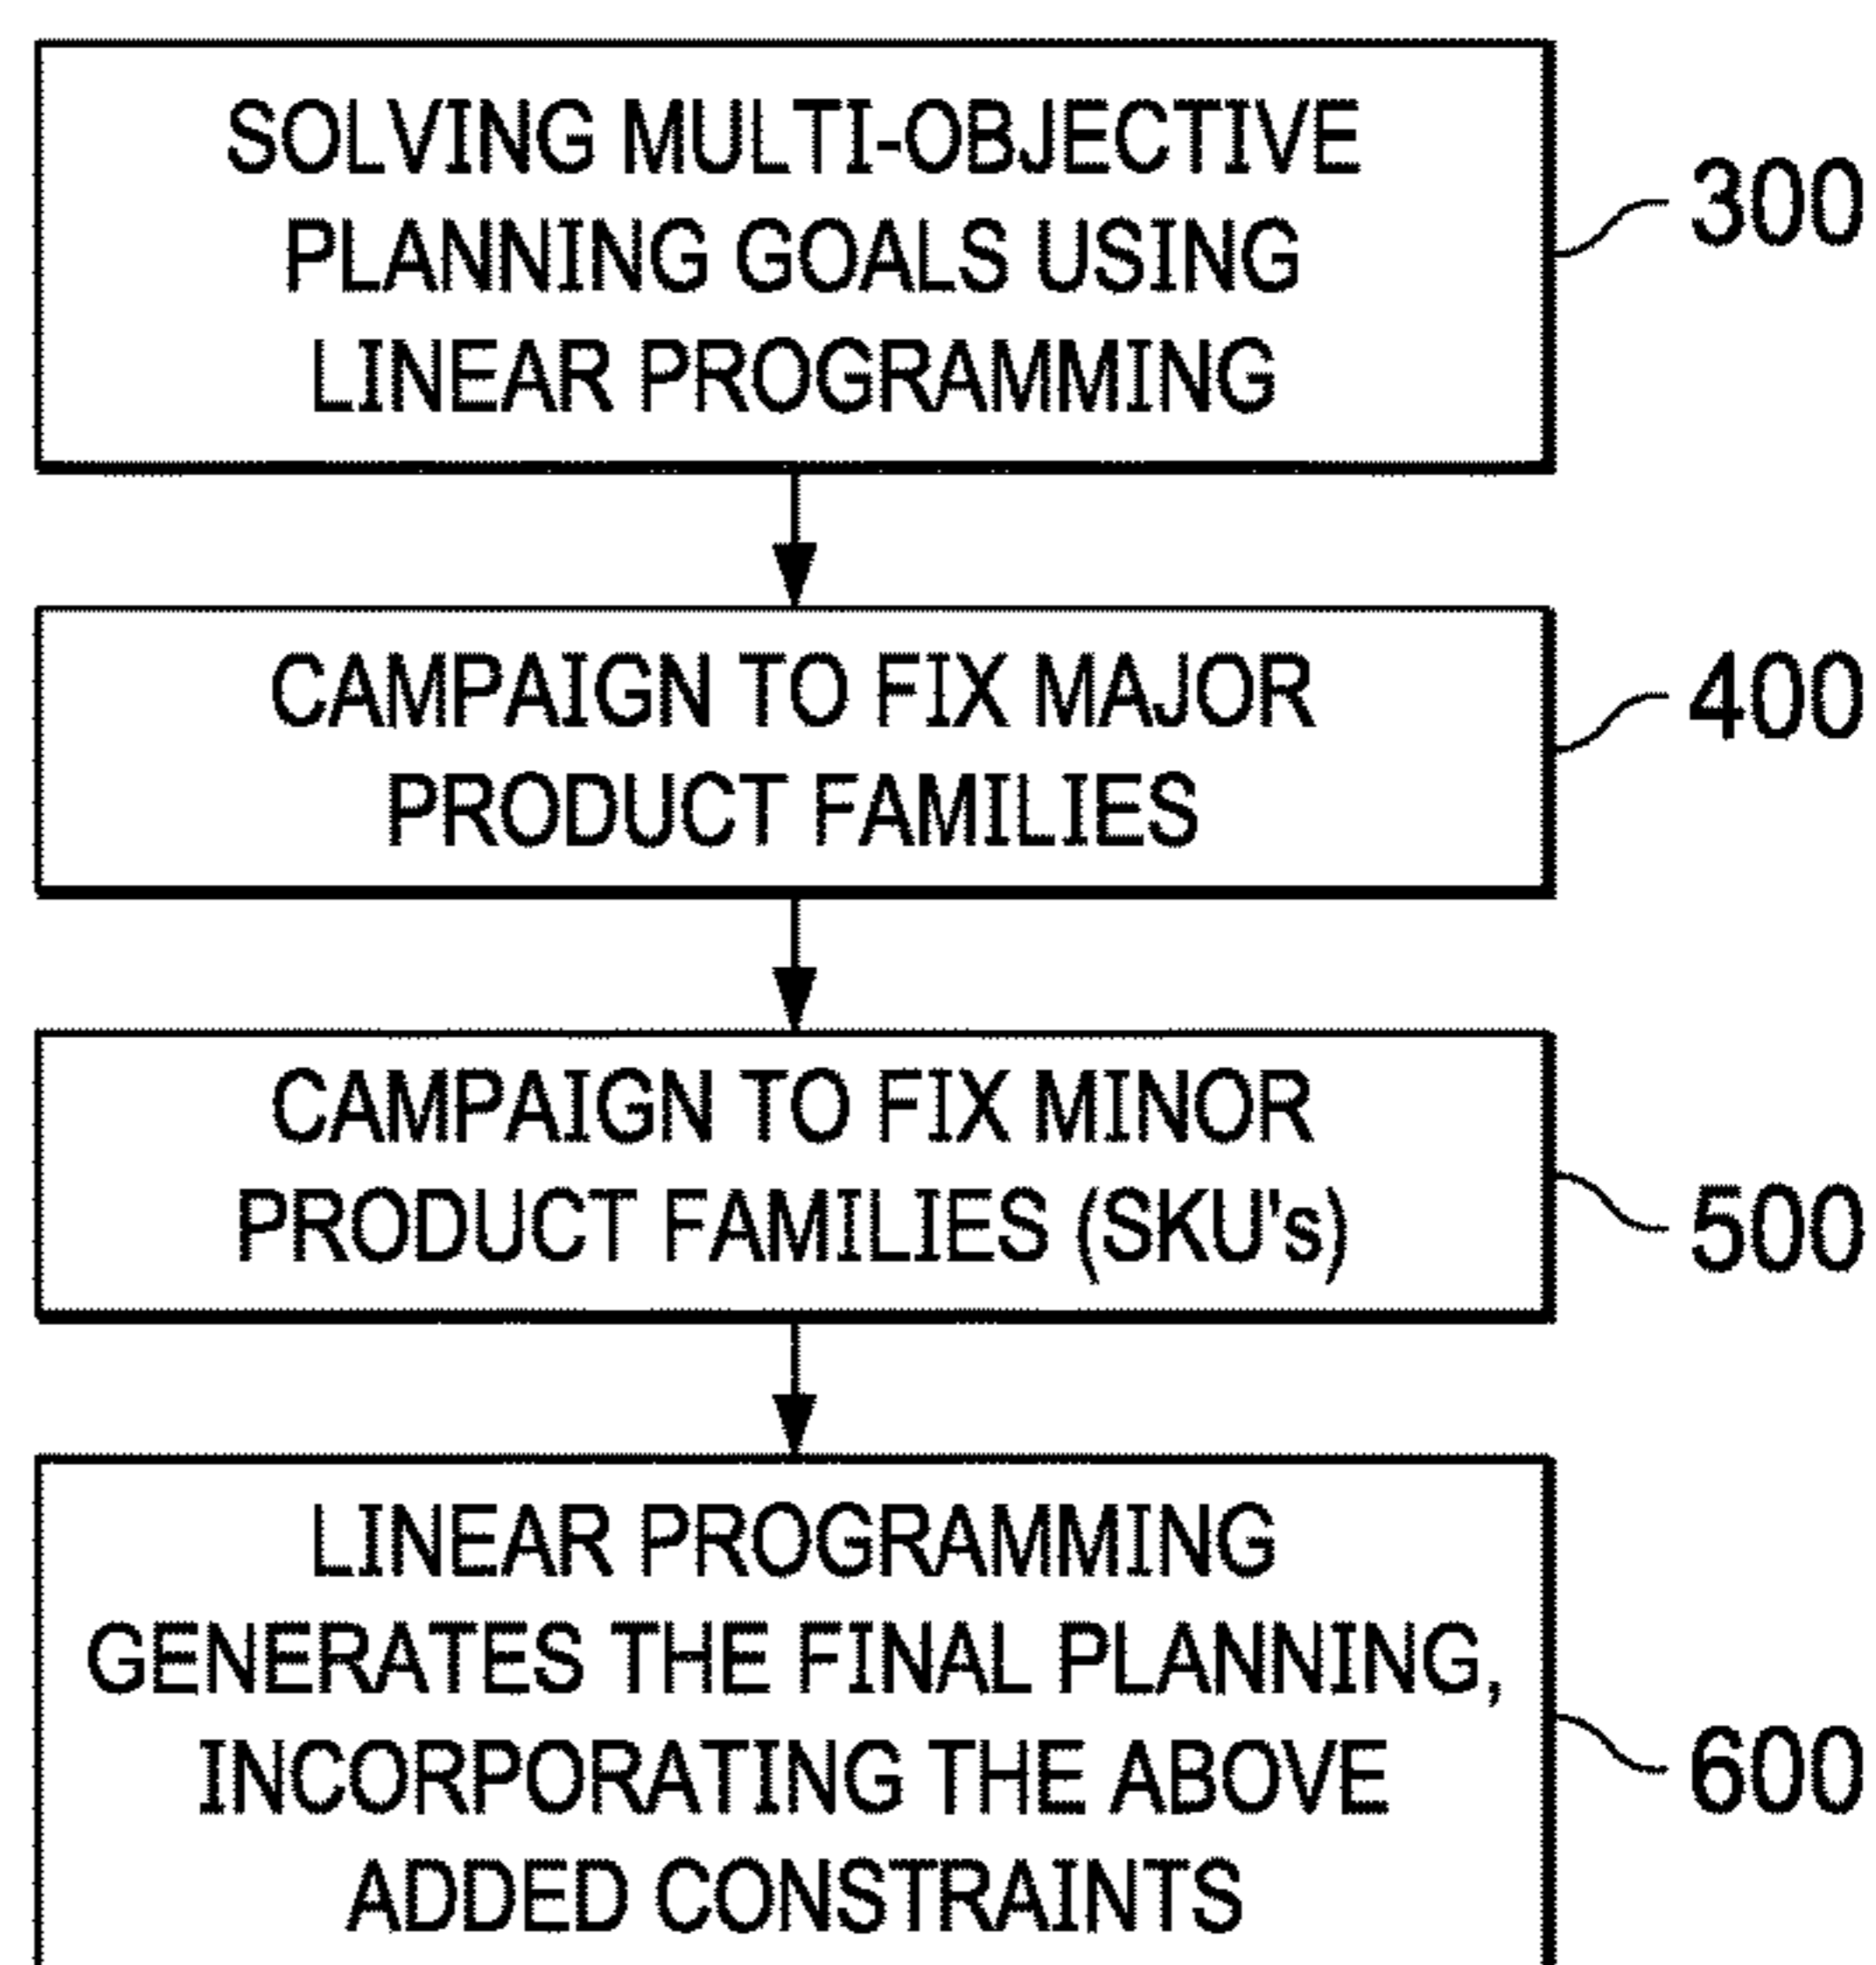 SOLVING MULTI-OBJECTIVE
PLANNING GOALS USING
LINEAR PROGRAMMING
300
CAMPAIGN TO FIX MAJOR
PRODUCT FAMILIES
400
CAMPAIGN TO FIX MINOR
PRODUCT FAMILIES (SKU's)
500
LINEAR PROGRAMMING
GENERATES THE FINAL PLANNING,
INCORPORATING THE ABOVE
ADDED CONSTRAINTS
600